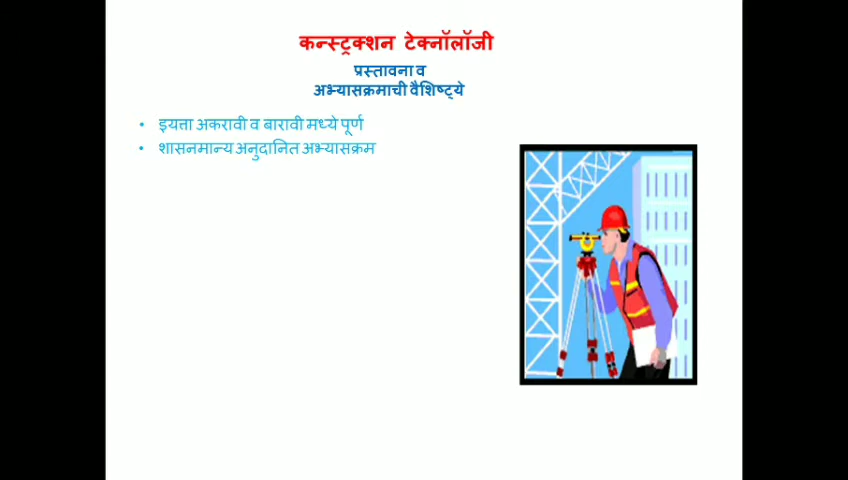 कन्स्ट्रक्शन टेक्नॉलॉजी
प्रस्तावना व
अभ्यासक्रमाची वैशिष्ट्ये
• इयत्ता अकरावी व बारावी मध्ये पूर्ण
• शासनमान्य अनुदानित अभ्यासक्रम